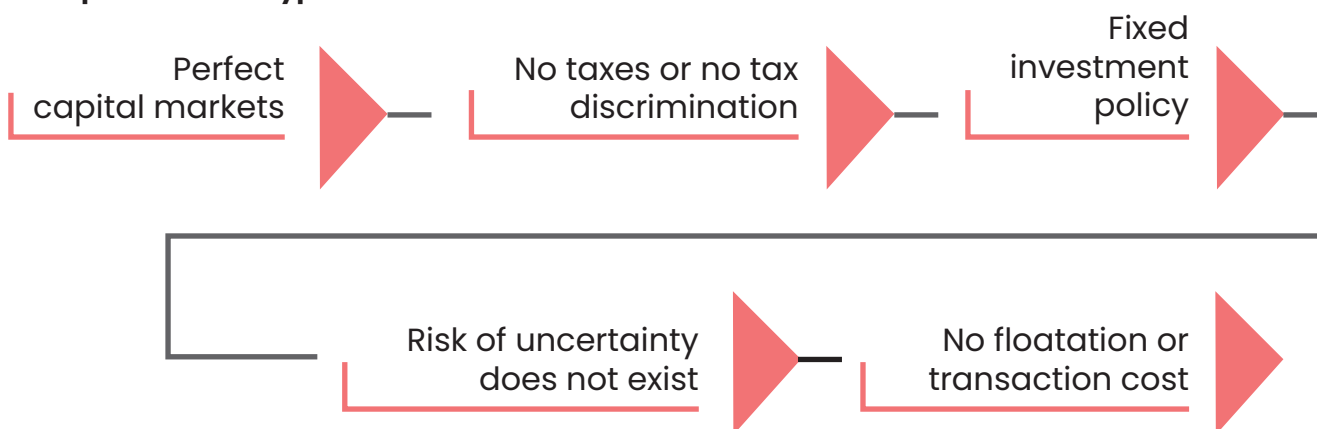 Perfect
capital markets
No taxes or no tax
discrimination
Fixed
investment
policy
Risk of uncertainty
does not exist
No floatation or
transaction cost